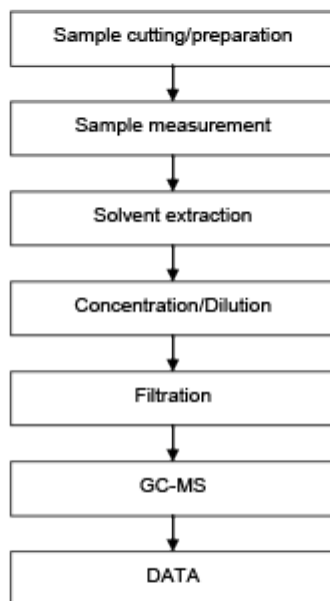 Sample cutting/preparation
Sample measurement
Solvent extraction
Concentration/Dilution
Filtration
GC-MS
DATA